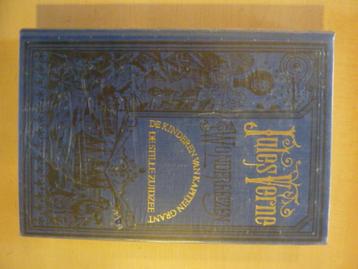 Jules Verne
WONDERREIZEN
DE KINDEREN VAN KAPITEIN GRANT
DE STILLE ZUIDZEE